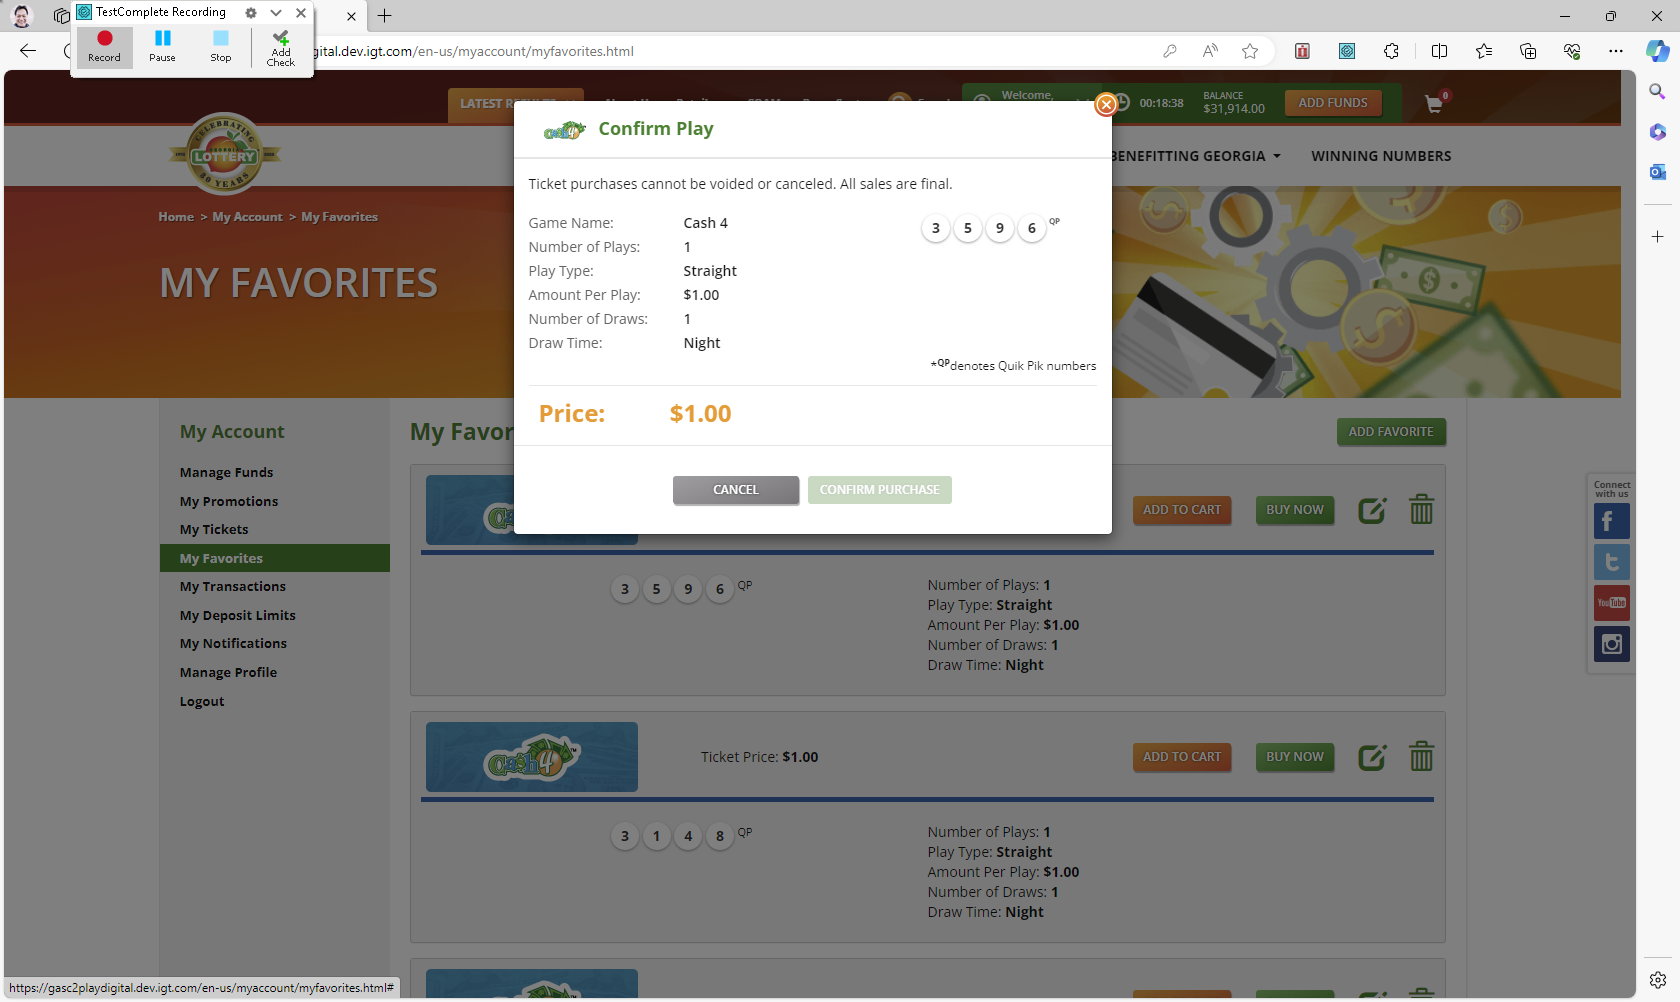 TestComplete Recording
Record
Pause
Stop
Add
Check
gital.dev.igt.com/en-us/myaccount/myfavorites.html
LATEST
Welcome,
00:18:38
BALANCE
$31,914.00
ADD FUNDS
0
CELEBRATING
GEORGIA
LOTTERY
30 YEARS
BENEFITTING GEORGIA
WINNING NUMBERS
Home > My Account > My Favorites
MY FAVORITES
Cash 4
Confirm Play
Ticket purchases cannot be voided or canceled. All sales are final.
Game Name: Cash 4
3 5 9 6 QP
Number of Plays: 1
Play Type: Straight
Amount Per Play: $1.00
Number of Draws: 1
Draw Time: Night
*QPdenotes Quik Pik numbers
Price: $1.00
CANCEL
CONFIRM PURCHASE
My Account
Manage Funds
My Promotions
My Tickets
My Favorites
My Transactions
My Deposit Limits
My Notifications
Manage Profile
Logout
My Favor
ADD FAVORITE
ADD TO CART
BUY NOW
3 5 9 6 QP
Number of Plays: 1
Play Type: Straight
Amount Per Play: $1.00
Number of Draws: 1
Draw Time: Night
Cash 4
Ticket Price: $1.00
ADD TO CART
BUY NOW
3 1 4 8 QP
Number of Plays: 1
Play Type: Straight
Amount Per Play: $1.00
Number of Draws: 1
Draw Time: Night
Connect
with us
YouTube
https://gasc2playdigital.dev.igt.com/en-us/myaccount/myfavorites.html#